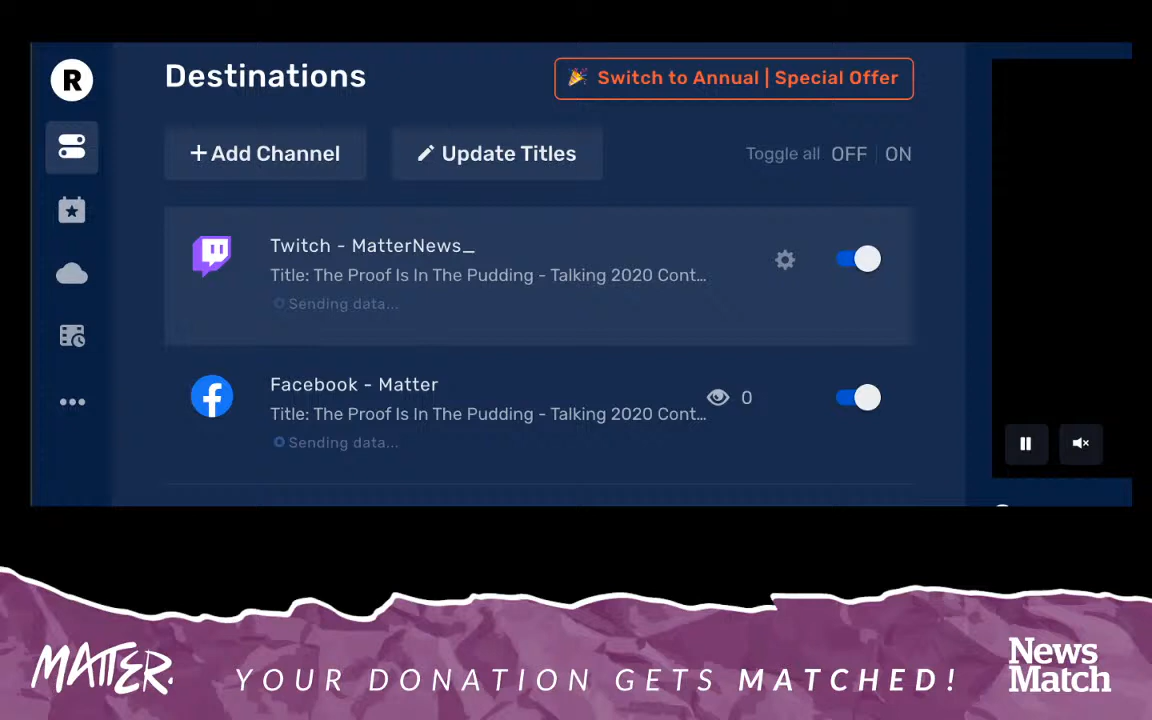 R
Destinations
🎉 Switch to Annual | Special Offer
+ Add Channel
Update Titles
Toggle all OFF | ON
Twitch - MatterNews_
Title: The Proof Is In The Pudding - Talking 2020 Cont...
Sending data...
Facebook - Matter
0
Title: The Proof Is In The Pudding - Talking 2020 Cont...
Sending data...
MATTER.
YOUR DONATION GETS MATCHED!
News
Match